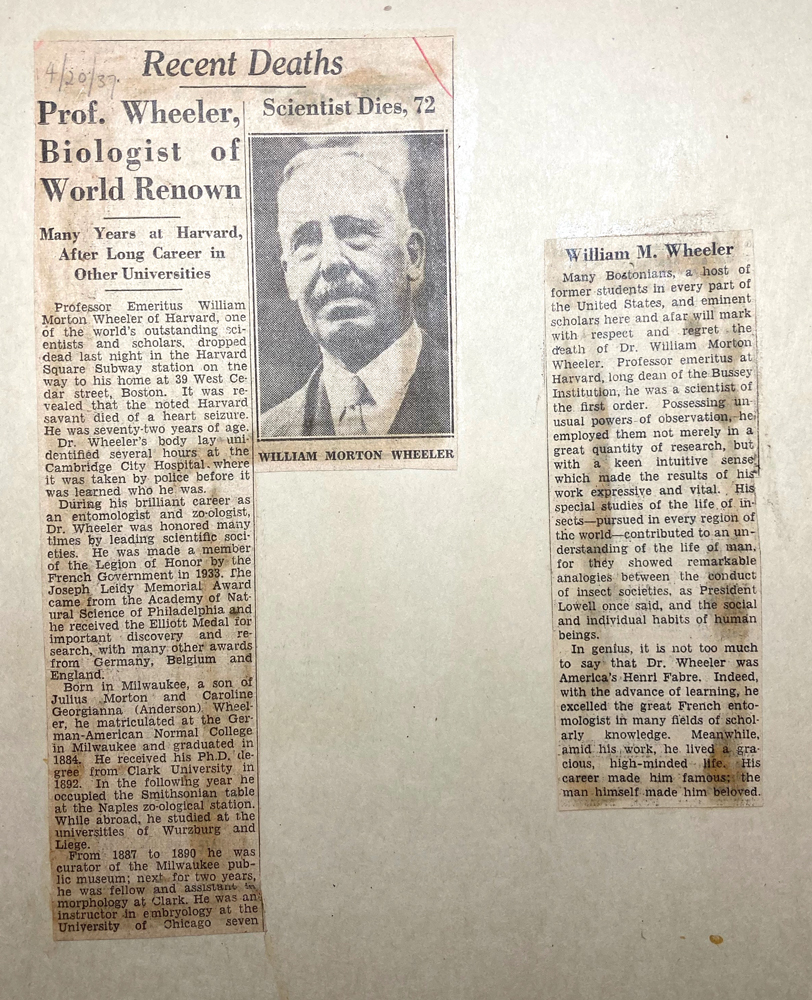 4/20/37.
Recent Deaths
Prof. Wheeler,
Biologist of
World Renown
Many Years at Harvard,
After Long Career in
Other Universities
Professor Emeritus William
Morton Wheeler of Harvard, one
of the world's outstanding sci-
entists and scholars, dropped
dead last night in the Harvard
Square Subway station on the
way to his home at 39 West Ce-
dar street, Boston. It was re-
vealed that the noted Harvard
savant died of a heart seizure.
He was seventy-two years of age.
Dr. Wheeler's body lay uni-
dentified several hours at the
Cambridge City Hospital where
it was taken by police before it
was learned who he was.
During his brilliant career as
an entomologist and zo-ologist,
Dr. Wheeler was honored many
times by leading scientific soci-
eties. He was made a member
of the Legion of Honor by the
French Government in 1933. The
Joseph Leidy Memorial Award
came from the Academy of Nat-
ural Science of Philadelphia and
he received the Elliott Medal for
important discovery and re-
search, with many other awards
from Germany, Belgium and
England.
Born in Milwaukee, a son of
Julius Morton and Caroline
Georgianna (Anderson) Wheel-
er, he matriculated at the Ger-
man-American Normal College
in Milwaukee and graduated in
1884. He received his Ph.D. de-
gree from Clark University in
1892. In the following year he
occupied the Smithsonian table
at the Naples zo-ological station.
While abroad, he studied at the
universities of Wurzburg and
Liege.
From 1887 to 1890 he was
curator of the Milwaukee pub-
lic museum; next for two years,
he was fellow and assistant in
morphology at Clark. He was an
instructor in embryology at the
University of Chicago seven
Scientist Dies, 72
WILLIAM MORTON WHEELER
William M. Wheeler
Many Bostonians, a host of
former students in every part of
the United States, and eminent
scholars here and afar will mark
with respect and regret the
death of Dr. William Morton
Wheeler. Professor emeritus at
Harvard, long dean of the Bussey
Institution, he was a scientist of
the first order. Possessing un-
usual powers of observation, he
employed them not merely in a
great quantity of research, but
with a keen intuitive sense
which made the results of his
work expressive and vital. His
special studies of the life of in-
sects—pursued in every region of
the world—contributed to an un-
derstanding of the life of man,
for they showed remarkable
analogies between the conduct
of insect societies, as President
Lowell once said, and the social
and individual habits of human
beings.
In genius, it is not too much
to say that Dr. Wheeler was
America's Henri Fabre. Indeed,
with the advance of learning, he
excelled the great French ento-
mologist in many fields of schol-
arly knowledge. Meanwhile,
amid his work, he lived a gra-
cious, high-minded life. His
career made him famous; the
man himself made him beloved.